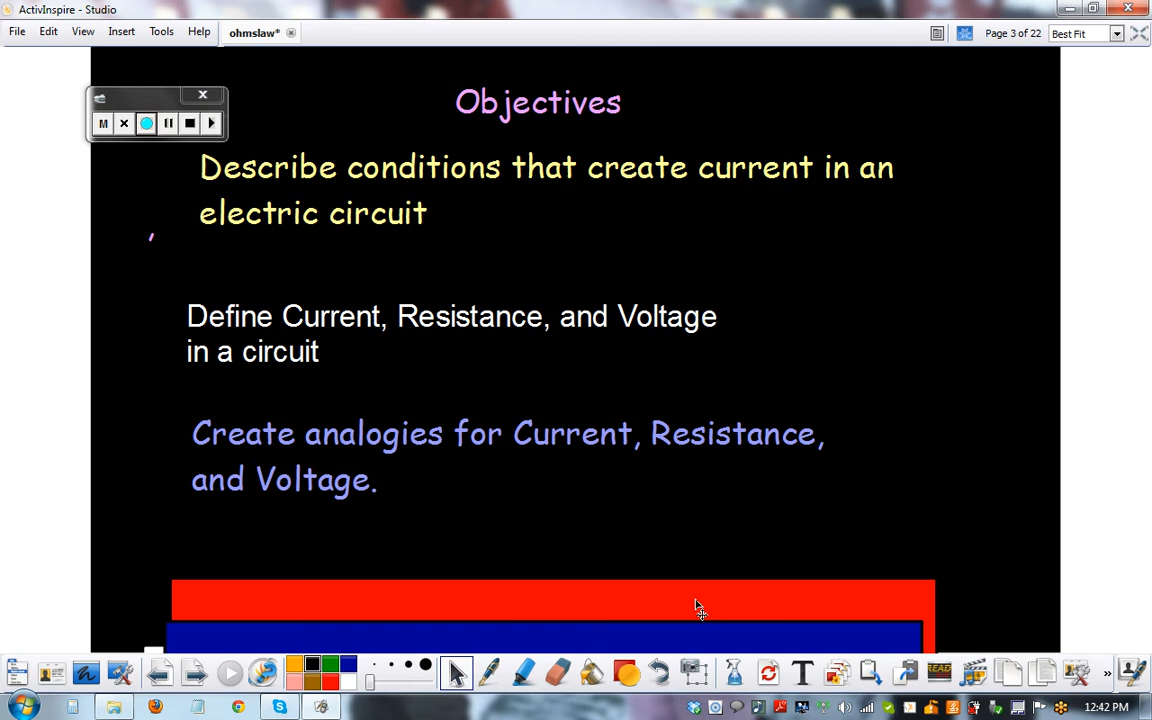 ActivInspire - Studio
File Edit View Insert Tools Help ohmslaw* Page 3 of 22 Best Fit
Objectives
M
Describe conditions that create current in an
electric circuit
,
Define Current, Resistance, and Voltage
in a circuit
Create analogies for Current, Resistance,
and Voltage.
T READ »
12:42 PM